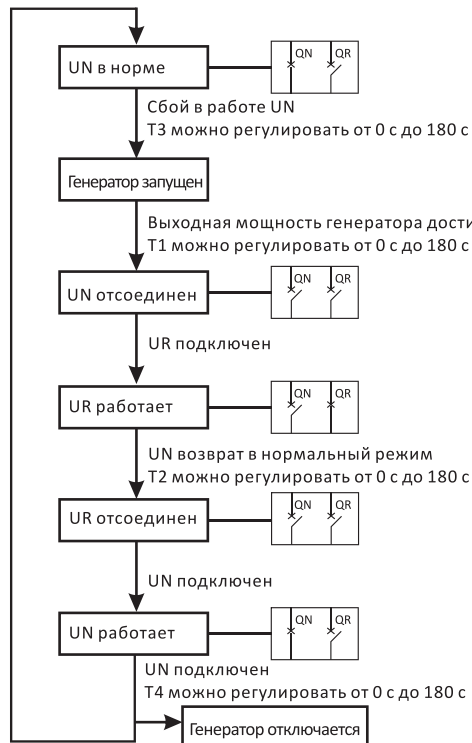 QN QR
UN в норме
Сбой в работе UN
T3 можно регулировать от 0 с до 180 с
Генератор запущен
Выходная мощность генератора
T1 можно регулировать от 0 с до 180 с
QN QR
UN отсоединен
UR подключен
QN QR
UR работает
UN возврат в нормальный режим
T2 можно регулировать от 0 с до 180 с
QN QR
UR отсоединен
UN подключен
QN QR
UN работает
UN подключен
T4 можно регулировать от 0 с до 180 с
Генератор отключается